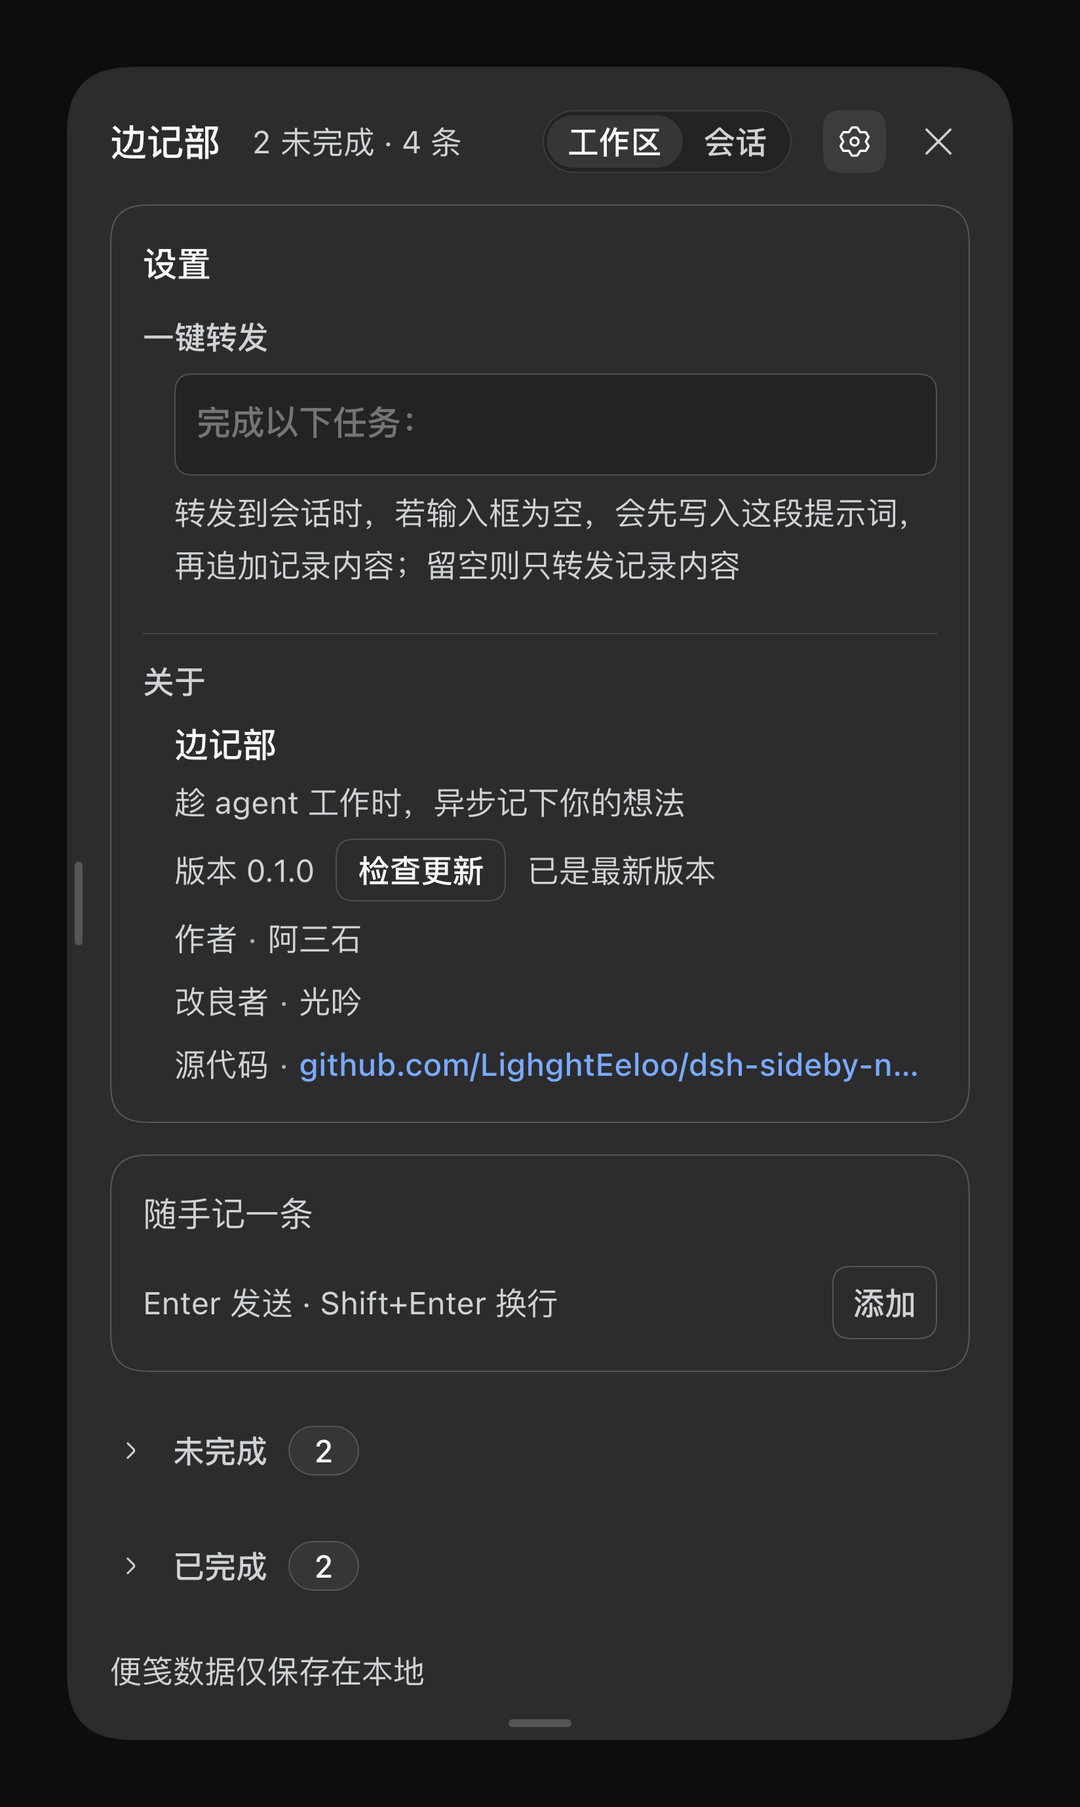 边记部 2 未完成 · 4 条 工作区 会话
设置
一键转发
完成以下任务：
转发到会话时，若输入框为空，会先写入这段提示词，
再追加记录内容；留空则只转发记录内容
关于
边记部
趁 agent 工作时，异步记下你的想法
版本 0.1.0 检查更新 已是最新版本
作者 · 阿三石
改良者 · 光吟
源代码 · github.com/LighghtEeloo/dsh-sideby-n...
随手记一条
Enter 发送 · Shift+Enter 换行 添加
未完成 2
已完成 2
便笺数据仅保存在本地